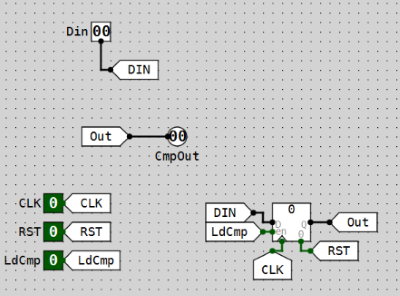 Din 00
DIN
Out 00
CmpOut
CLK 0 CLK
RST 0 RST
LdCmp 0 LdCmp
DIN
LdCmp
0
D Q
en 0
Out
RST
CLK